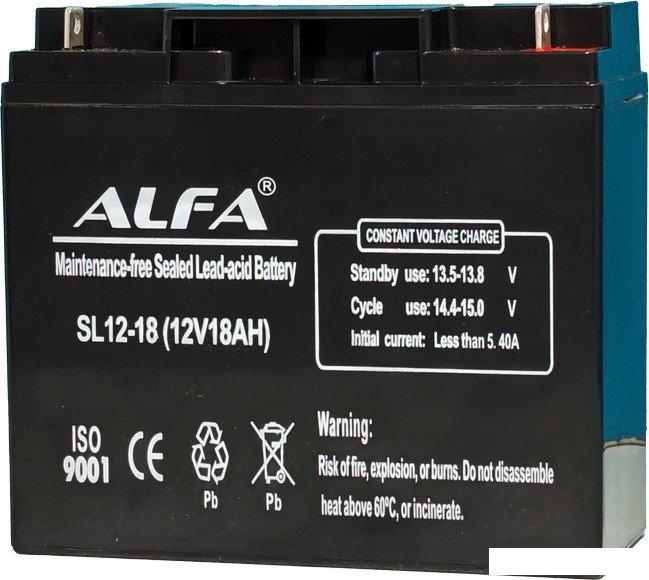 ALFA®
Maintenance-free Sealed Lead-acid Battery
SL12-18 (12V18AH)
CONSTANT VOLTAGE CHARGE
Standby use: 13.5-13.8 V
Cycle use: 14.4-15.0 V
Initial current: Less than 5.40A
ISO
9001
CE
Pb
Pb
Warning:
Risk of fire, explosion, or burns. Do not disassemble
heat above 60ºC, or incinerate.